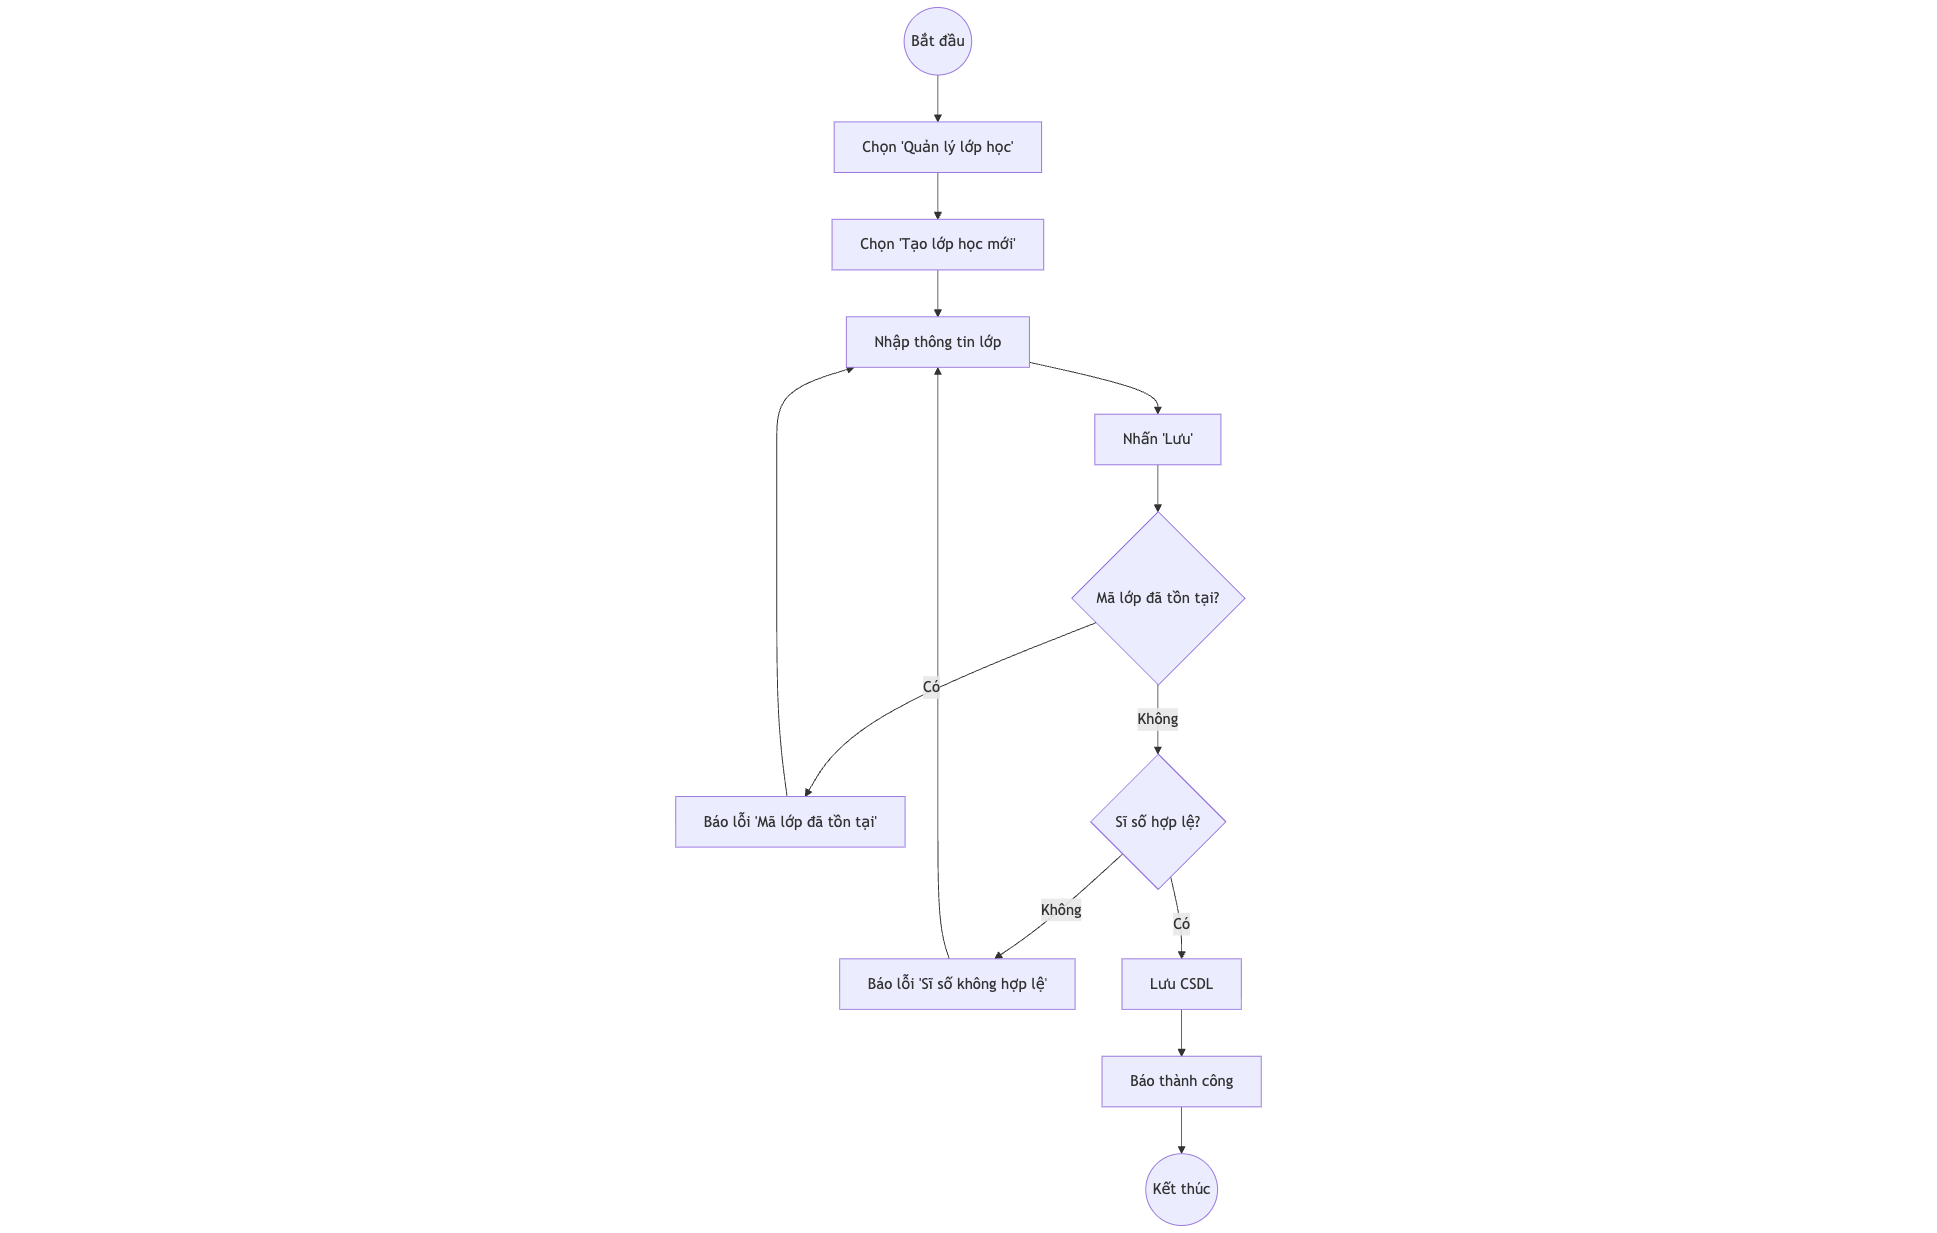 Bắt đầu
Chọn 'Quản lý lớp học'
Chọn 'Tạo lớp học mới'
Nhập thông tin lớp
Nhấn 'Lưu'
Mã lớp đã tồn tại?
Có
Không
Báo lỗi 'Mã lớp đã tồn tại'
Sĩ số hợp lệ?
Không
Có
Báo lỗi 'Sĩ số không hợp lệ'
Lưu CSDL
Báo thành công
Kết thúc